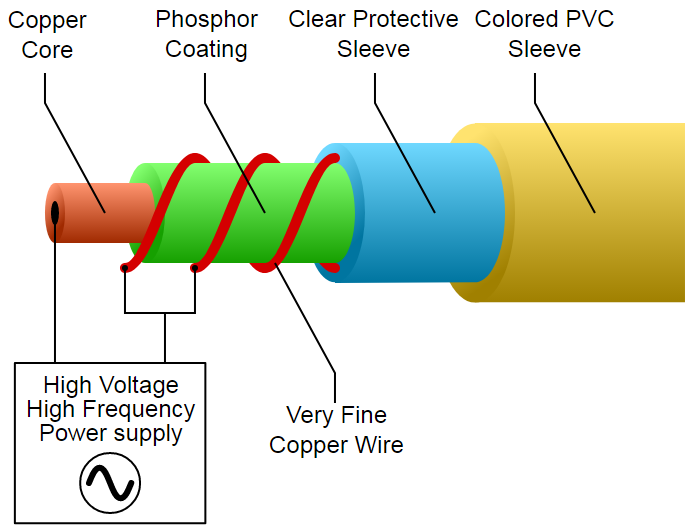 Copper
Core
Phosphor
Coating
Clear Protective
Sleeve
Colored PVC
Sleeve
High Voltage
High Frequency
Power supply
Very Fine
Copper Wire